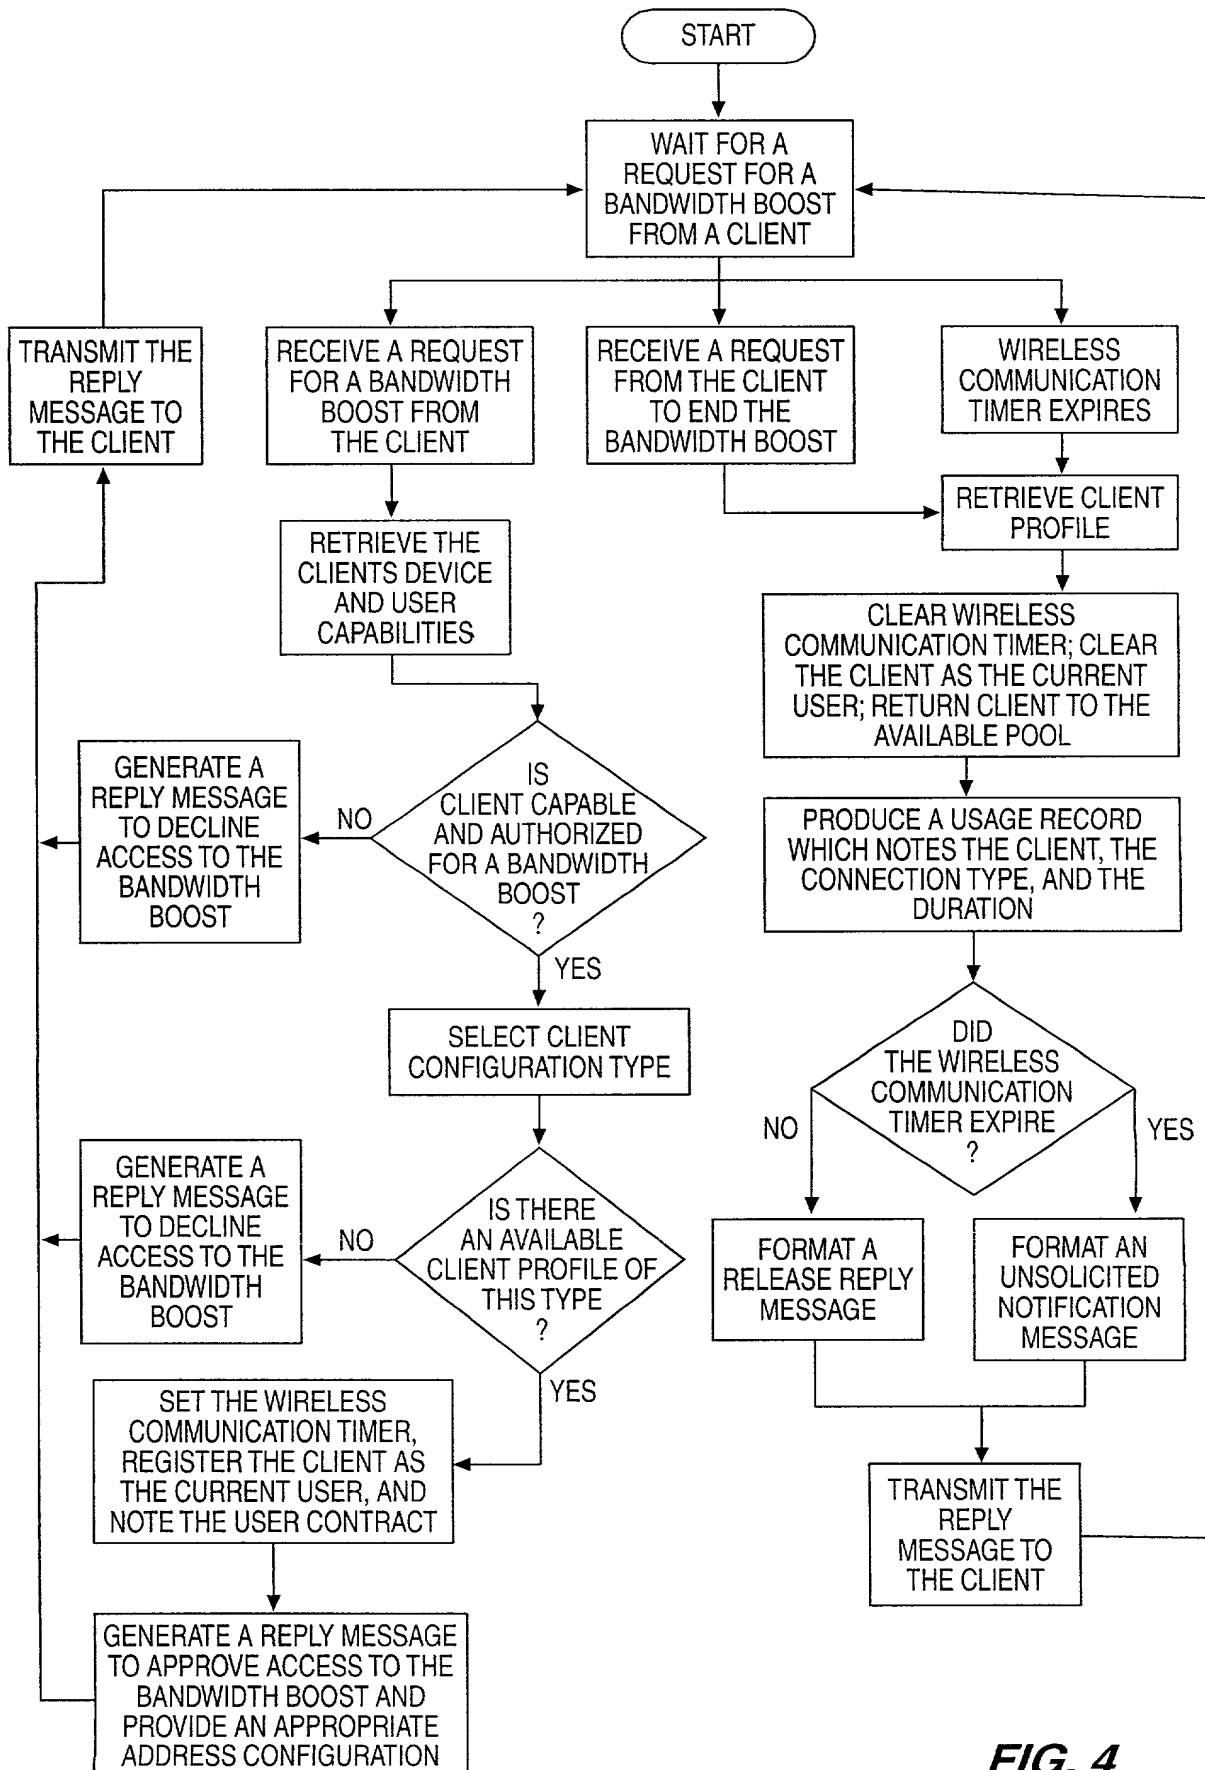 START
WAIT FOR A
REQUEST FOR A
BANDWIDTH BOOST
FROM A CLIENT
TRANSMIT THE
REPLY
MESSAGE TO
THE CLIENT
RECEIVE A REQUEST
FOR A BANDWIDTH
BOOST FROM
THE CLIENT
RECEIVE A REQUEST
FROM THE CLIENT
TO END THE
BANDWIDTH BOOST
WIRELESS
COMMUNICATION
TIMER EXPIRES
RETRIEVE CLIENT
PROFILE
RETRIEVE THE
CLIENTS DEVICE
AND USER
CAPABILITIES
CLEAR WIRELESS
COMMUNICATION TIMER; CLEAR
THE CLIENT AS THE CURRENT
USER; RETURN CLIENT TO THE
AVAILABLE POOL
GENERATE A
REPLY MESSAGE
TO DECLINE
ACCESS TO THE
BANDWIDTH
BOOST
NO
IS
CLIENT CAPABLE
AND AUTHORIZED
FOR A BANDWIDTH
BOOST
?
YES
PRODUCE A USAGE RECORD
WHICH NOTES THE CLIENT, THE
CONNECTION TYPE, AND THE
DURATION
SELECT CLIENT
CONFIGURATION TYPE
DID
THE WIRELESS
COMMUNICATION
TIMER EXPIRE
?
NO
YES
GENERATE A
REPLY MESSAGE
TO DECLINE
ACCESS TO THE
BANDWIDTH
BOOST
NO
IS THERE
AN AVAILABLE
CLIENT PROFILE OF
THIS TYPE
?
YES
FORMAT A
RELEASE REPLY
MESSAGE
FORMAT AN
UNSOLICITED
NOTIFICATION
MESSAGE
SET THE WIRELESS
COMMUNICATION TIMER,
REGISTER THE CLIENT AS
THE CURRENT USER, AND
NOTE THE USER CONTRACT
TRANSMIT THE
REPLY
MESSAGE TO
THE CLIENT
GENERATE A REPLY MESSAGE
TO APPROVE ACCESS TO THE
BANDWIDTH BOOST AND
PROVIDE AN APPROPRIATE
ADDRESS CONFIGURATION
FIG. 4